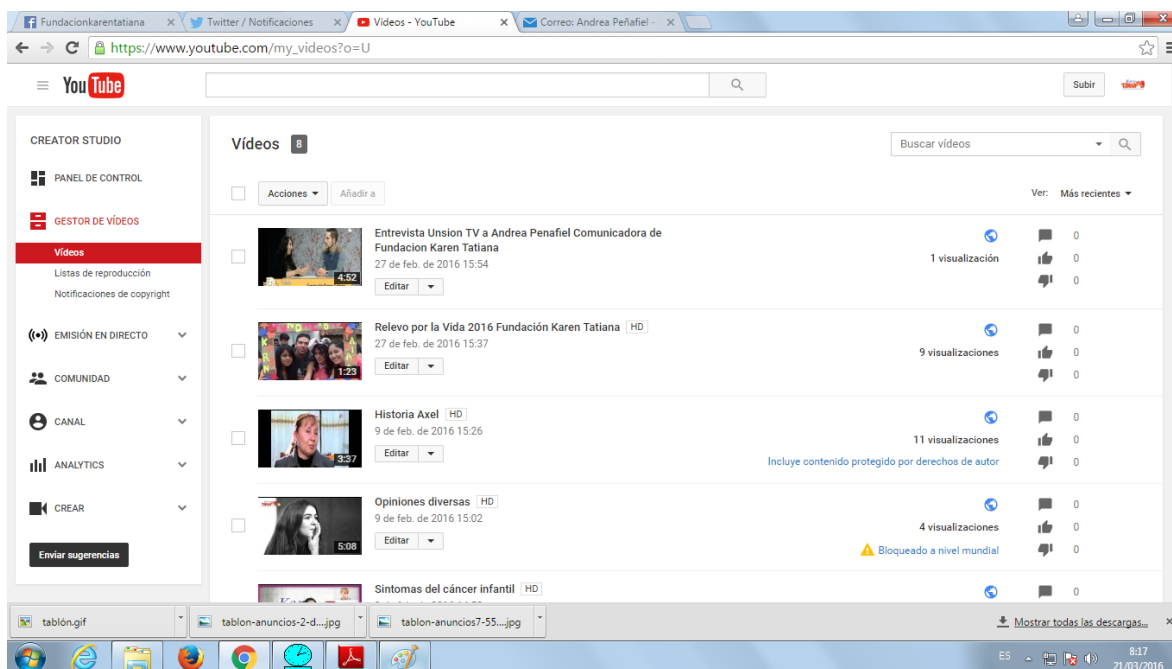 Fundacionkarentatiana
Twitter / Notificaciones
Vídeos - YouTube
Correo: Andrea Peñafiel -
https://www.youtube.com/my_videos?o=U
YouTube
Subir
CREATOR STUDIO
PANEL DE CONTROL
GESTOR DE VÍDEOS
Vídeos
Listas de reproducción
Notificaciones de copyright
EMISIÓN EN DIRECTO
COMUNIDAD
CANAL
ANALYTICS
CREAR
Enviar sugerencias
Vídeos 8
Buscar vídeos
Acciones
Añadir a
Ver: Más recientes
Entrevista Unsion TV a Andrea Penafiel Comunicadora de
Fundacion Karen Tatiana
27 de feb. de 2016 15:54
Editar
4:52
1 visualización
0
0
0
Relevo por la Vida 2016 Fundación Karen Tatiana HD
27 de feb. de 2016 15:37
Editar
1:23
9 visualizaciones
0
0
0
Historia Axel HD
9 de feb. de 2016 15:26
Editar
3:37
11 visualizaciones
Incluye contenido protegido por derechos de autor
0
0
0
Opiniones diversas HD
9 de feb. de 2016 15:02
Editar
5:08
4 visualizaciones
Bloqueado a nivel mundial
0
0
0
Sintomas del cáncer infantil HD
0
tablón.gif
tablon-anuncios-2-d....jpg
tablon-anuncios7-55....jpg
Mostrar todas las descargas...
ES
8:17
21/03/2016